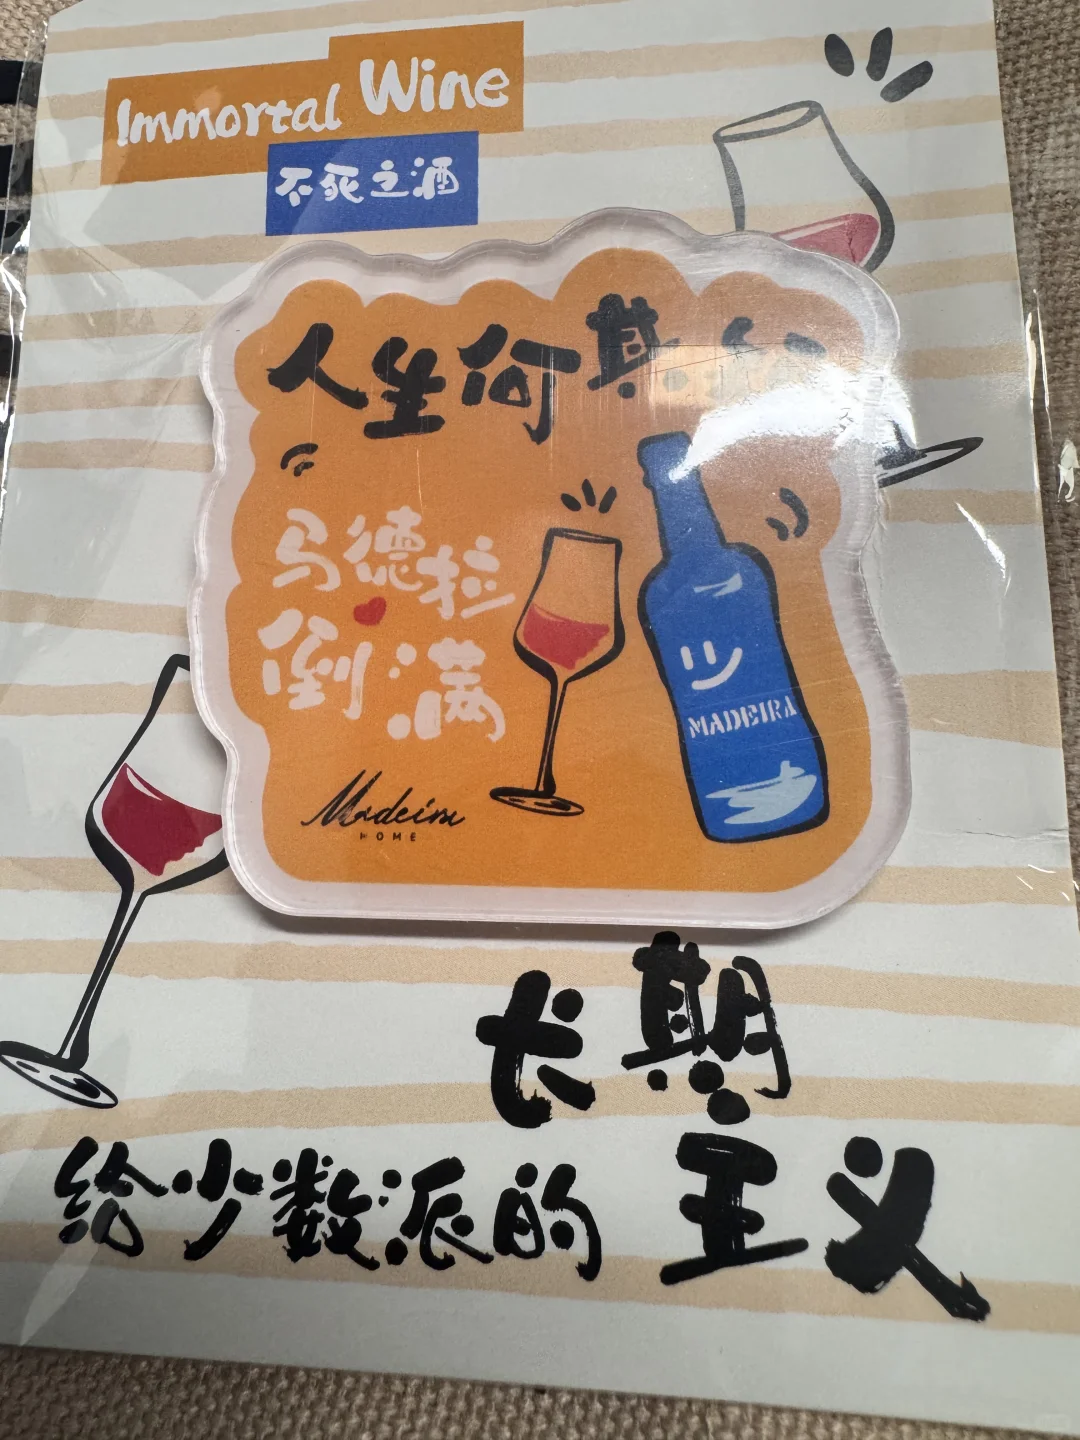 Immortal Wine
不死之酒
人生何其
马德拉
倒满
MADEIRA
Madeira
HOME
长期
给少数派的 主义